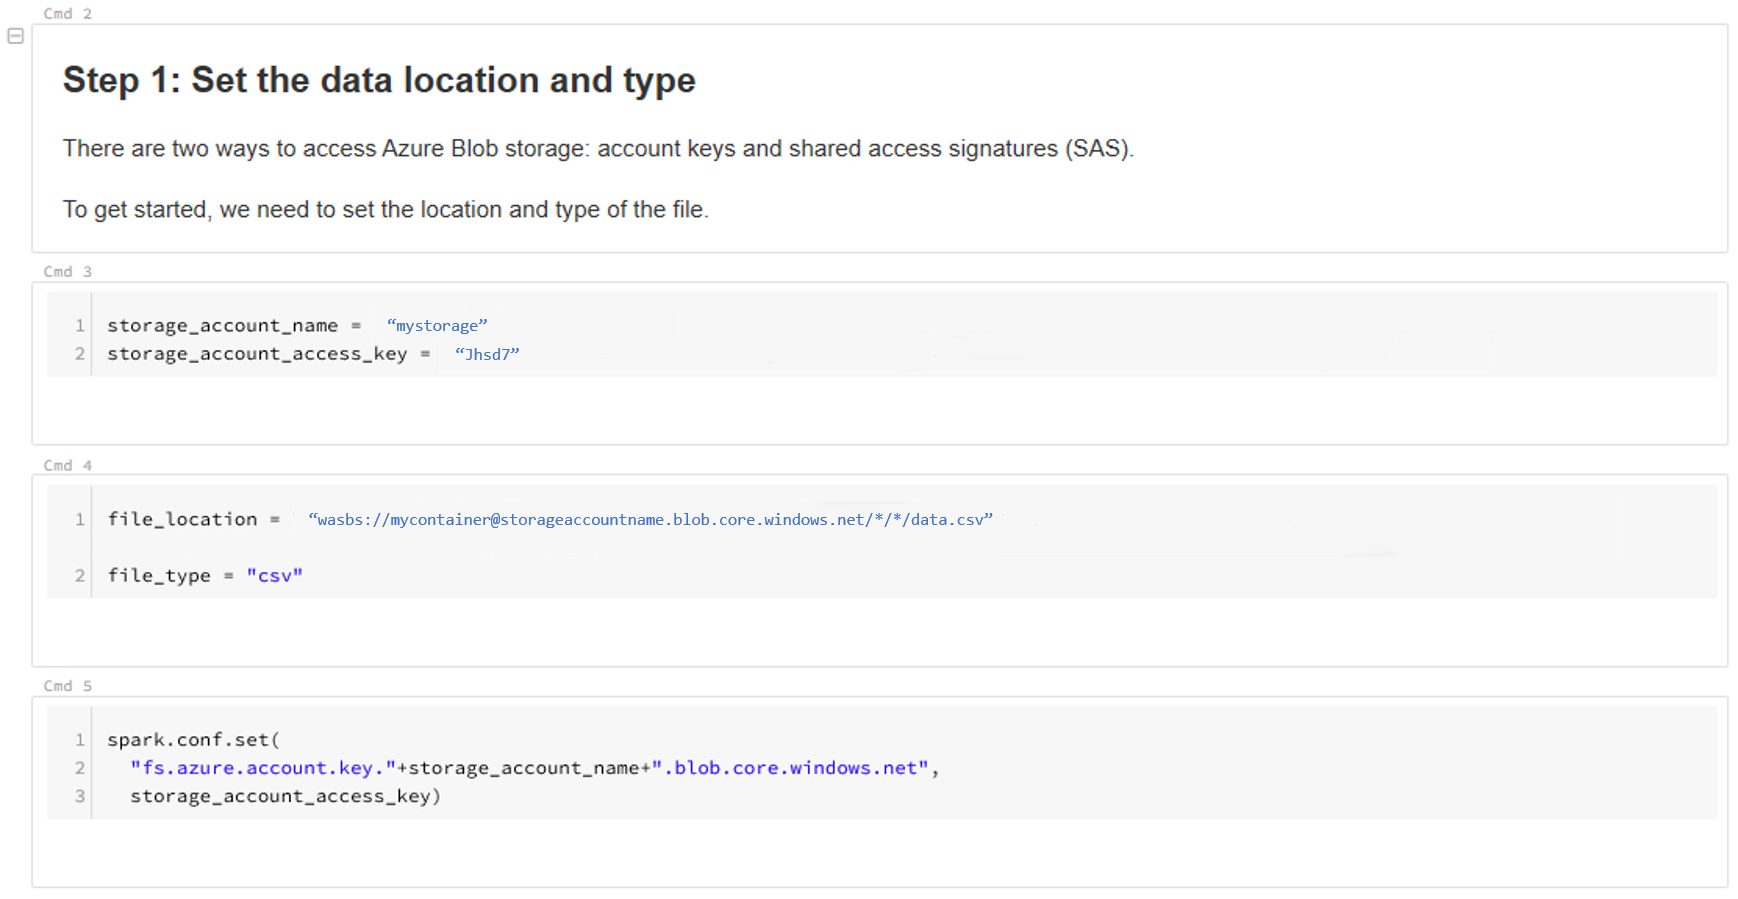 Cmd 2
Step 1: Set the data location and type
There are two ways to access Azure Blob storage: account keys and shared access signatures (SAS).
To get started, we need to set the location and type of the file.
Cmd 3
1 storage_account_name = “mystorage”
2 storage_account_access_key = “Jhsd7”
Cmd 4
1 file_location = “wasbs://mycontainer@storageaccountname.blob.core.windows.net/*/*/data.csv”
2 file_type = "csv"
Cmd 5
1 spark.conf.set(
2 "fs.azure.account.key."+storage_account_name+".blob.core.windows.net",
3 storage_account_access_key)